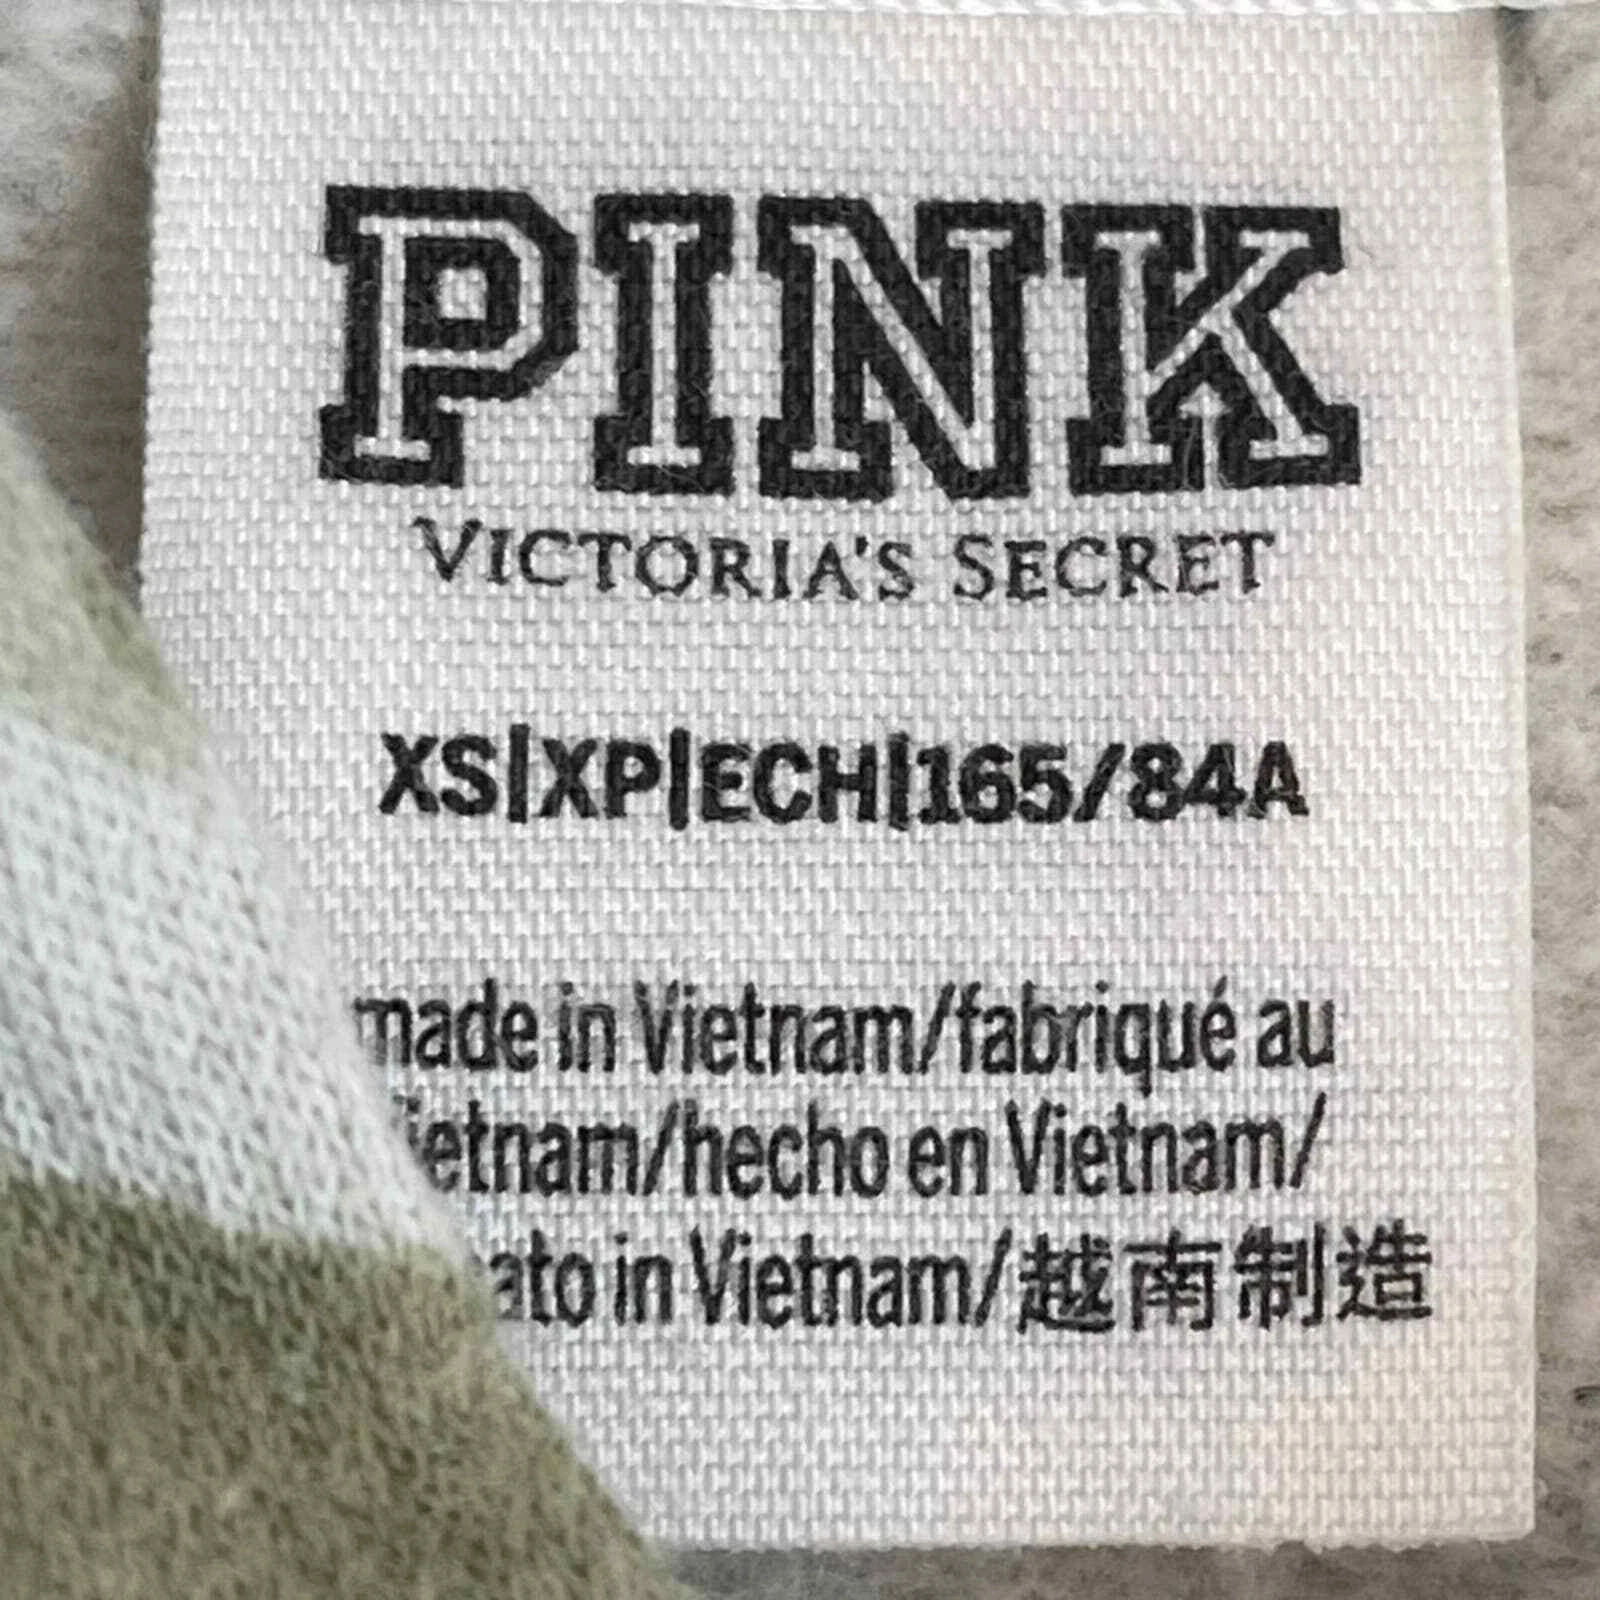 PINK
VICTORIA'S SECRET
XS|XP|ECH|165/84A
made in Vietnam/fabriqué au
/hecho en Vietnam/
in Vietnam/越南制造